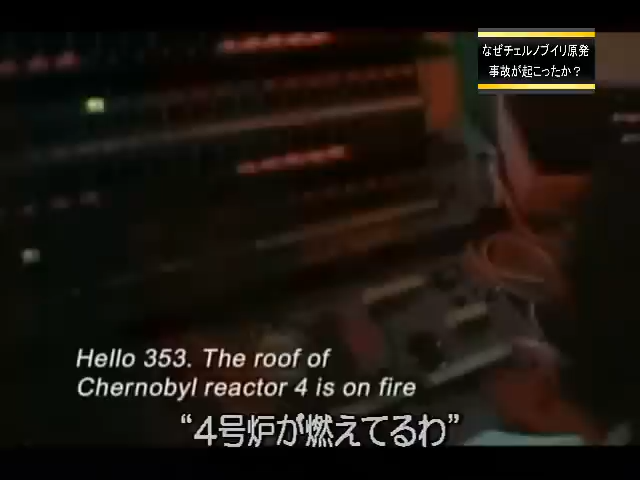 なぜチェルノブイリ原発
事故が起こったか？
Hello 353. The roof of
Chernobyl reactor 4 is on fire
“4号炉が燃えてるわ”